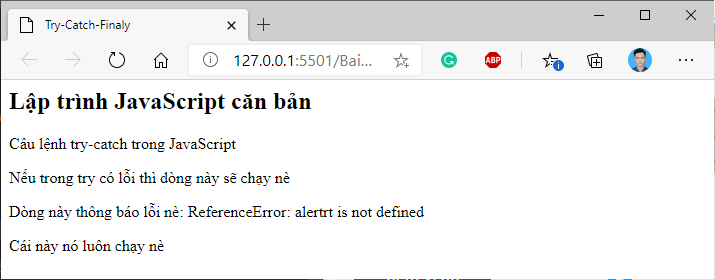 Try-Catch-Finaly
127.0.0.1:5501/Bai...
ABP
Lập trình JavaScript căn bản
Câu lệnh try-catch trong JavaScript
Nếu trong try có lỗi thì dòng này sẽ chạy nè
Dòng này thông báo lỗi nè: ReferenceError: alertrt is not defined
Cái này nó luôn chạy nè